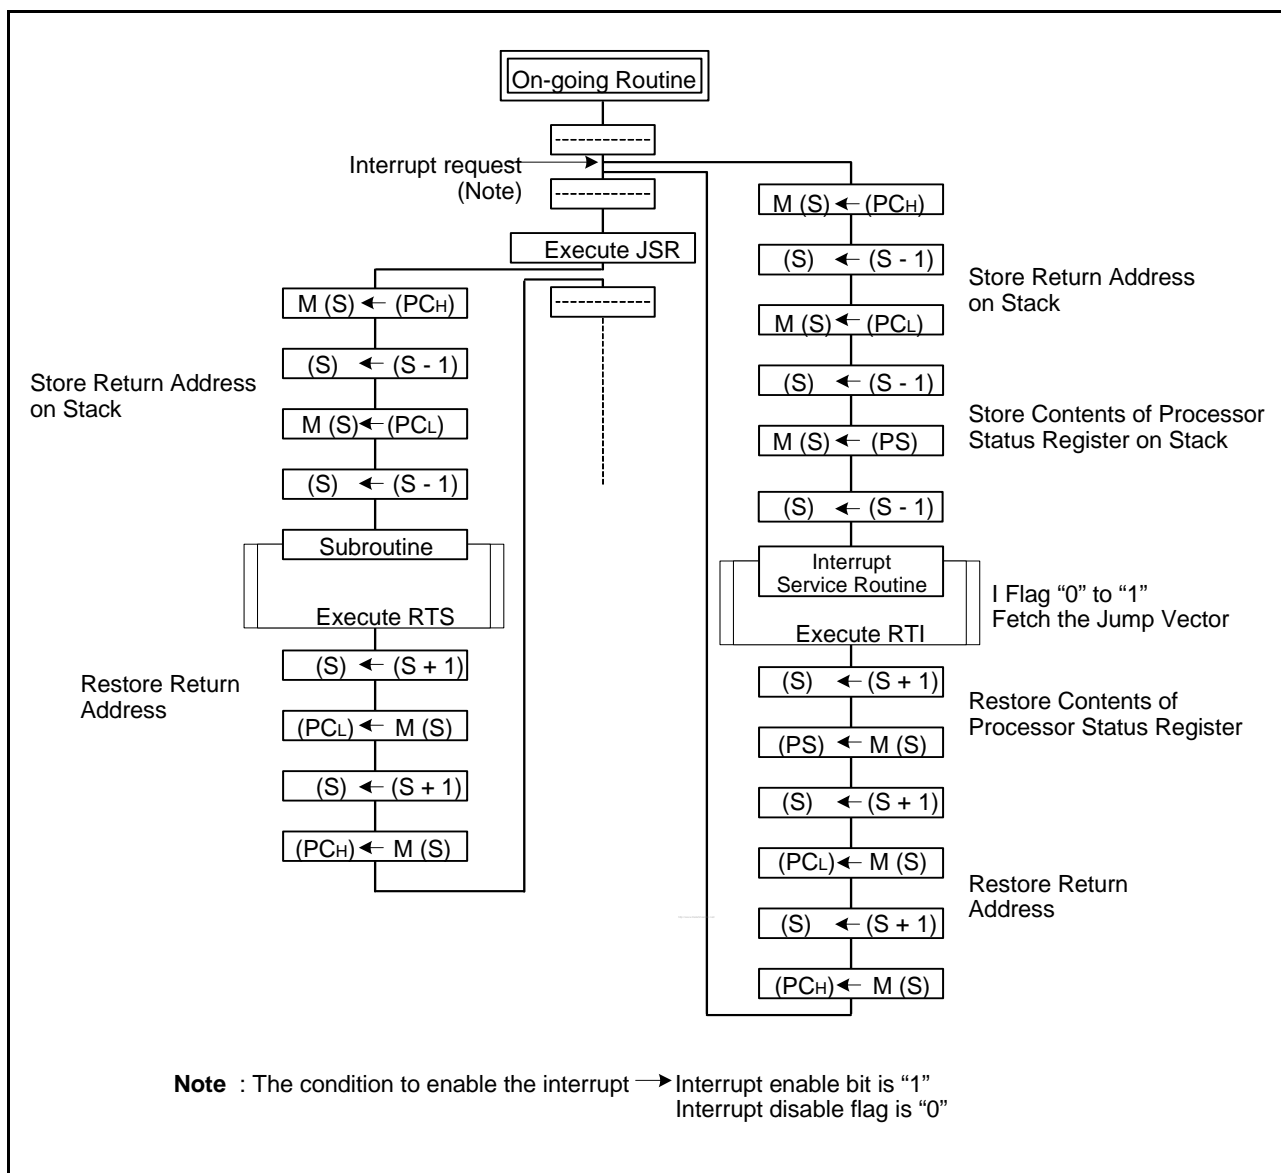 On-going Routine
Interrupt request
(Note)
Execute JSR
M (S) ← (PCH)
(S) ← (S - 1)
M (S) ← (PCL)
(S) ← (S - 1)
Store Return Address
on Stack
Subroutine
Execute RTS
(S) ← (S + 1)
(PCL) ← M (S)
(S) ← (S + 1)
(PCH) ← M (S)
Restore Return
Address
M (S) ← (PCH)
(S) ← (S - 1)
M (S) ← (PCL)
(S) ← (S - 1)
M (S) ← (PS)
(S) ← (S - 1)
Store Return Address
on Stack
Store Contents of Processor
Status Register on Stack
Interrupt
Service Routine
Execute RTI
I Flag “0” to “1”
Fetch the Jump Vector
(S) ← (S + 1)
(PS) ← M (S)
(S) ← (S + 1)
(PCL) ← M (S)
(S) ← (S + 1)
(PCH) ← M (S)
Restore Contents of
Processor Status Register
Restore Return
Address
Note : The condition to enable the interrupt → Interrupt enable bit is “1”
Interrupt disable flag is “0”